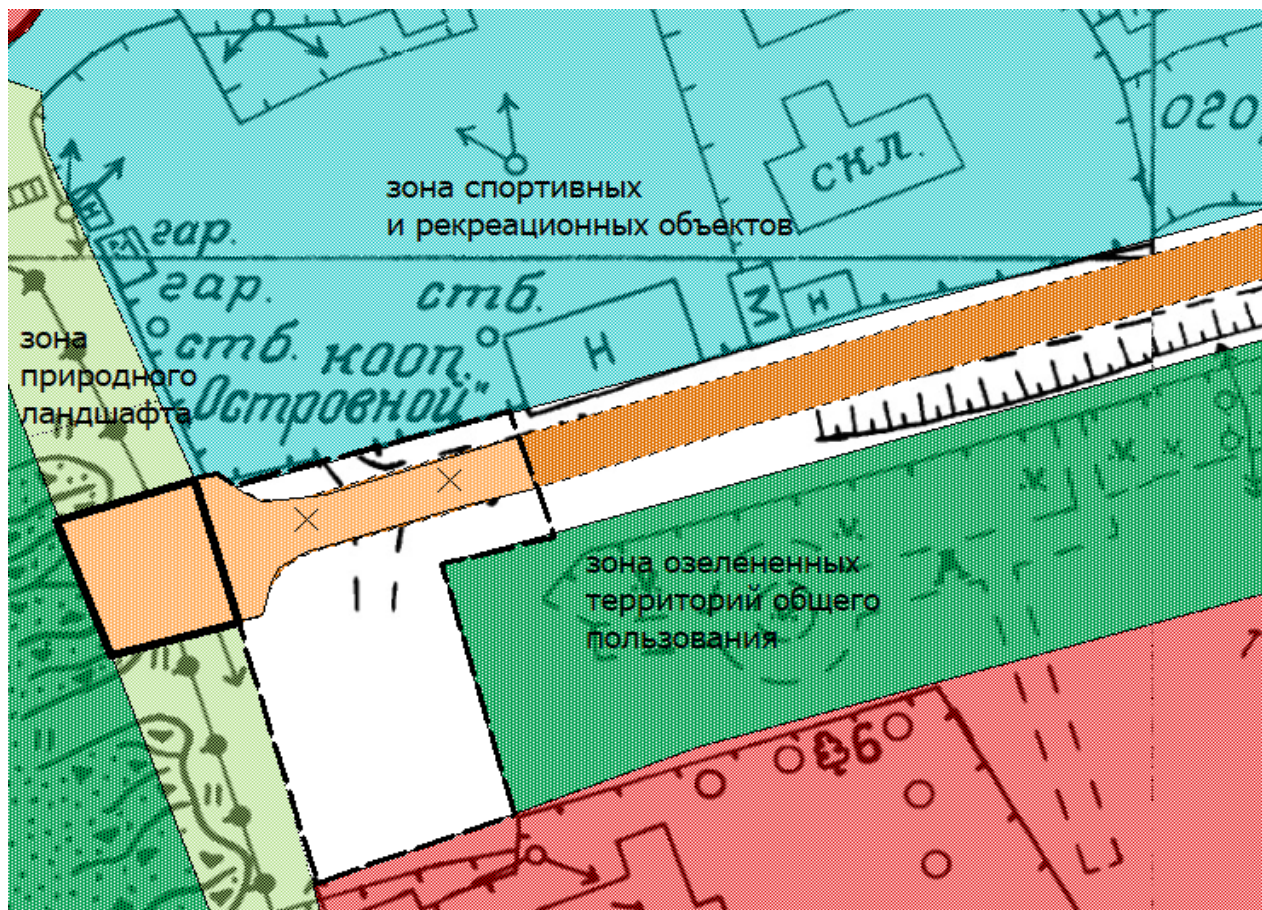 ого
скл.
зона спортивных
и рекреационных объектов
Н
гар.
гар.
стб.
М
Н
Н
зона
природного
ландшафта
стб.
кооп.
"Островной"
зона озелененных
территорий общего
пользования
6